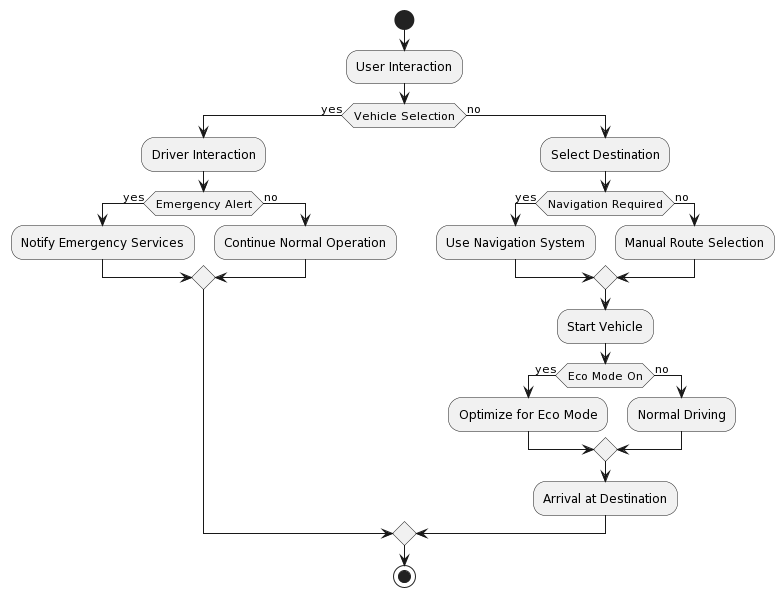 User Interaction
yes
Vehicle Selection
no
Driver Interaction
Select Destination
yes
Emergency Alert
no
yes
Navigation Required
no
Notify Emergency Services
Continue Normal Operation
Use Navigation System
Manual Route Selection
Start Vehicle
yes
Eco Mode On
no
Optimize for Eco Mode
Normal Driving
Arrival at Destination